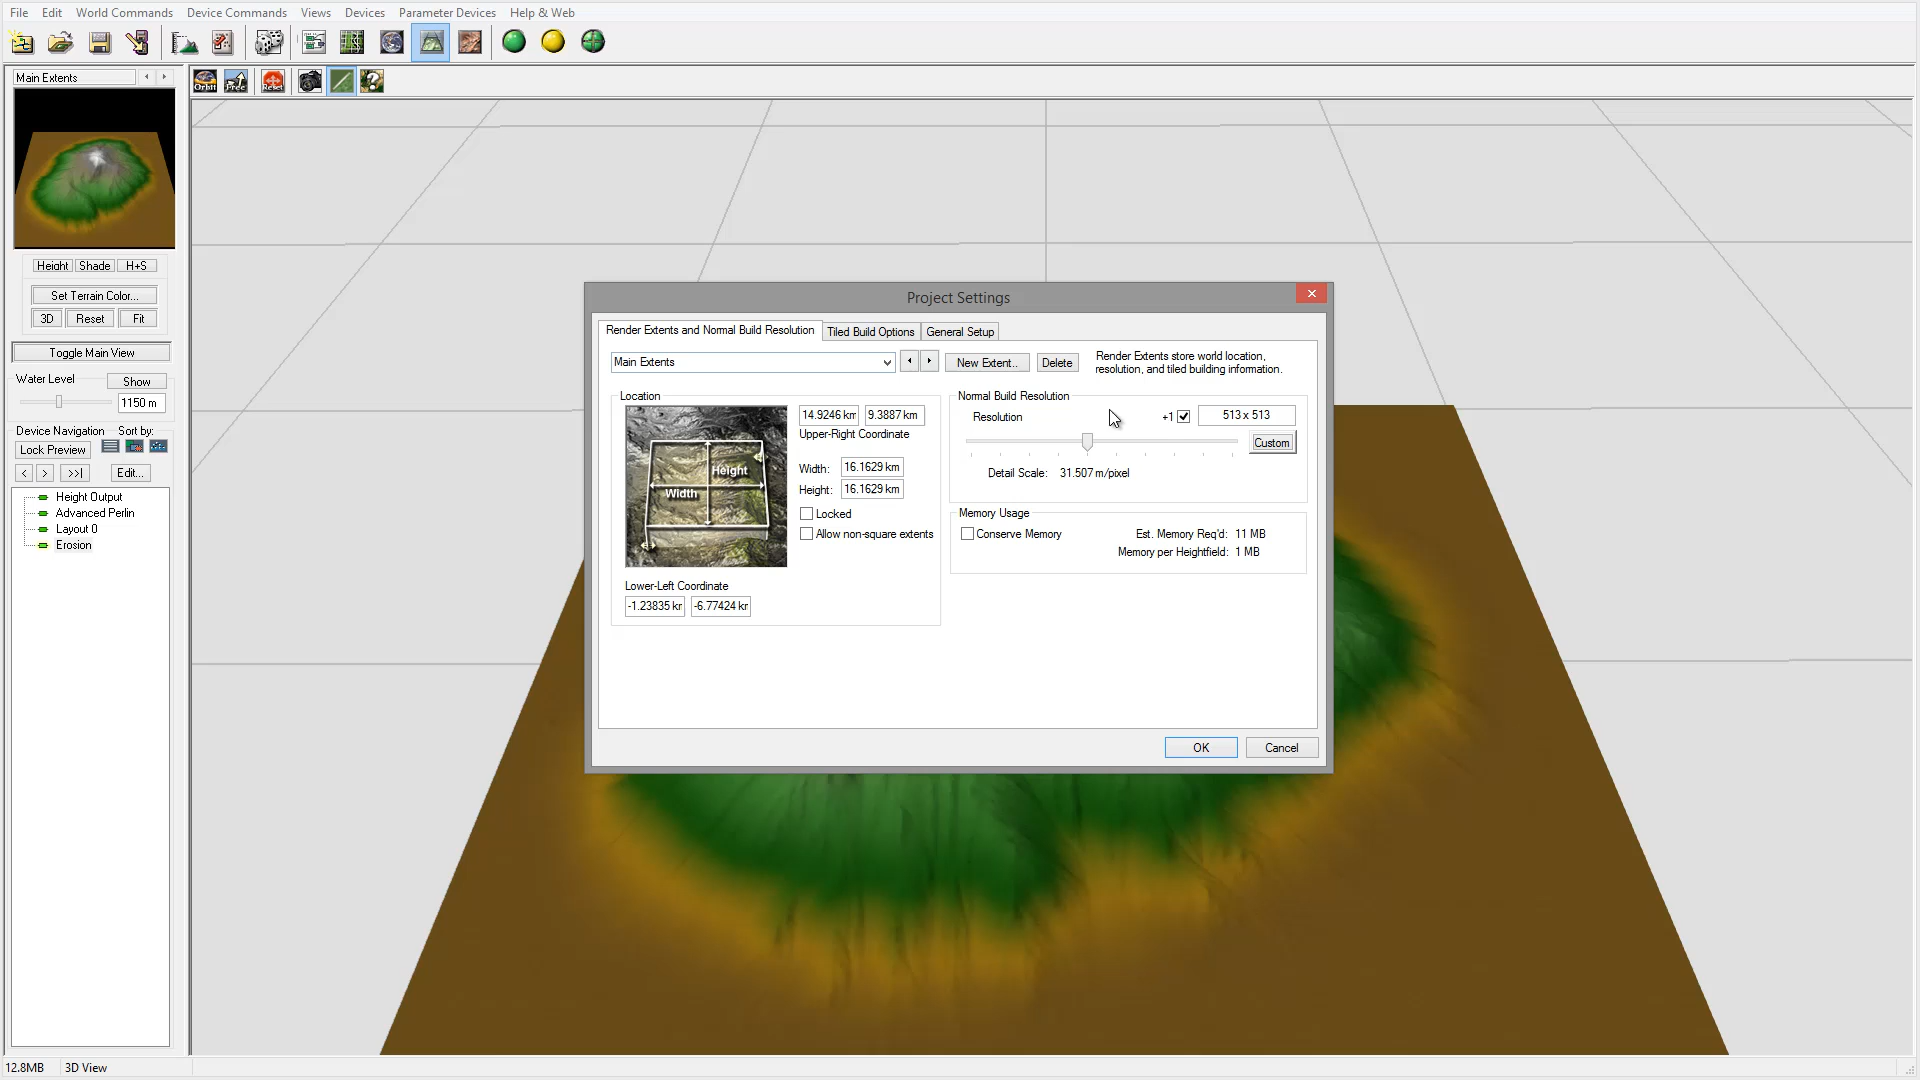 File Edit World Commands Device Commands Views Devices Parameter Devices Help & Web
Main Extents
Orbit Free Reset
Height Shade H+S
Set Terrain Color...
3D Reset Fit
Toggle Main View
Water Level Show
1150 m
Device Navigation Sort by:
Lock Preview
< > >>| Edit...
Height Output
Advanced Perlin
Layout 0
Erosion
Project Settings
Render Extents and Normal Build Resolution Tiled Build Options General Setup
Main Extents New Extent.. Delete
Render Extents store world location,
resolution, and tiled building information.
Location
Height
Width
14.9246 km 9.3887 km
Upper-Right Coordinate
Width: 16.1629 km
Height: 16.1629 km
Locked
Allow non-square extents
Lower-Left Coordinate
-1.23835 kr -6.77424 kr
Normal Build Resolution
Resolution +1 513 x 513
Custom
Detail Scale: 31.507 m/pixel
Memory Usage
Conserve Memory Est. Memory Req'd: 11 MB
Memory per Heightfield: 1 MB
OK Cancel
12.8MB 3D View